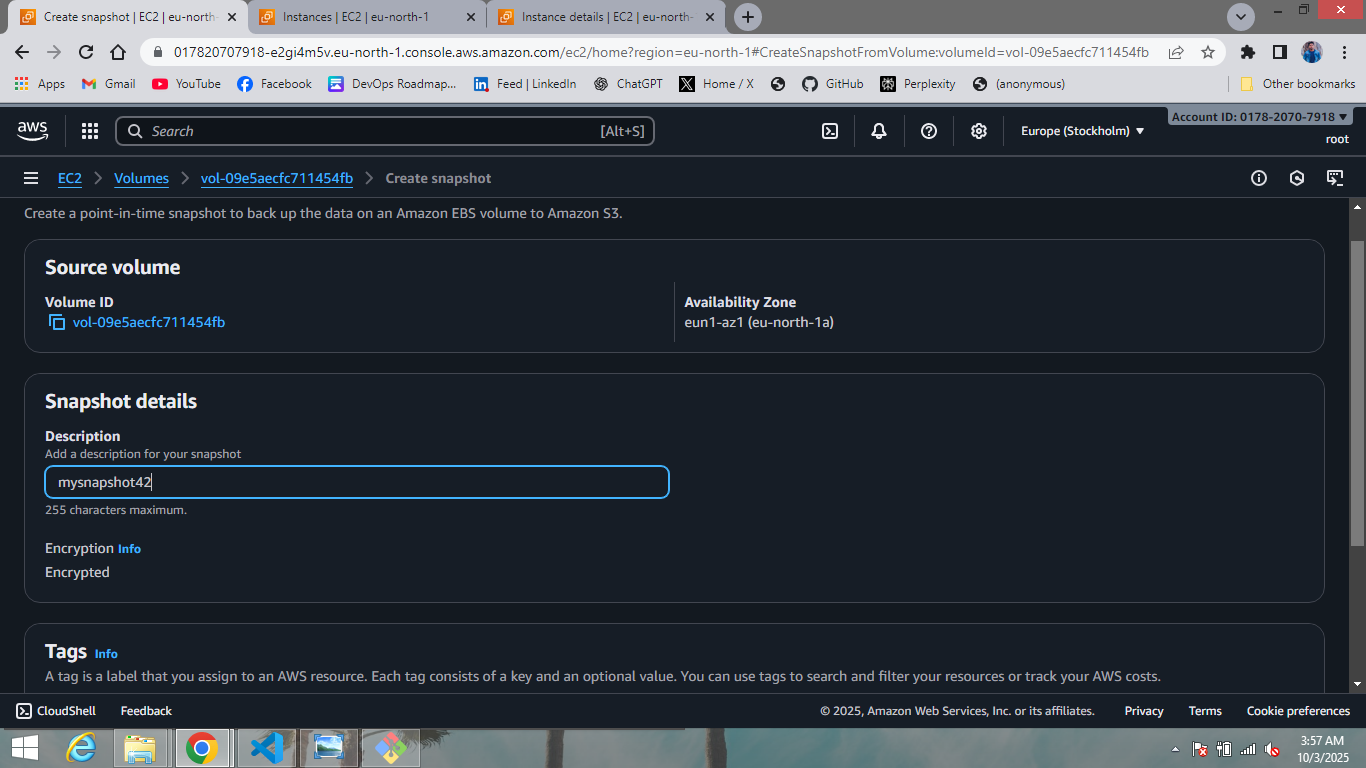 Create snapshot | EC2 | eu-north-
Instances | EC2 | eu-north-1
Instance details | EC2 | eu-north-
017820707918-e2gi4m5v.eu-north-1.console.aws.amazon.com/ec2/home?region=eu-north-1#CreateSnapshotFromVolume:volumeId=vol-09e5aecfc711454fb
Apps Gmail YouTube Facebook DevOps Roadmap... Feed | LinkedIn ChatGPT Home / X GitHub Perplexity (anonymous) Other bookmarks
aws Search [Alt+S] Europe (Stockholm) Account ID: 0178-2070-7918
root
EC2 Volumes vol-09e5aecfc711454fb Create snapshot
Create a point-in-time snapshot to back up the data on an Amazon EBS volume to Amazon S3.
Source volume
Volume ID
vol-09e5aecfc711454fb
Availability Zone
eun1-az1 (eu-north-1a)
Snapshot details
Description
Add a description for your snapshot
mysnapshot42
255 characters maximum.
Encryption Info
Encrypted
Tags Info
A tag is a label that you assign to an AWS resource. Each tag consists of a key and an optional value. You can use tags to search and filter your resources or track your AWS costs.
CloudShell Feedback © 2025, Amazon Web Services, Inc. or its affiliates. Privacy Terms Cookie preferences
3:57 AM
10/3/2025